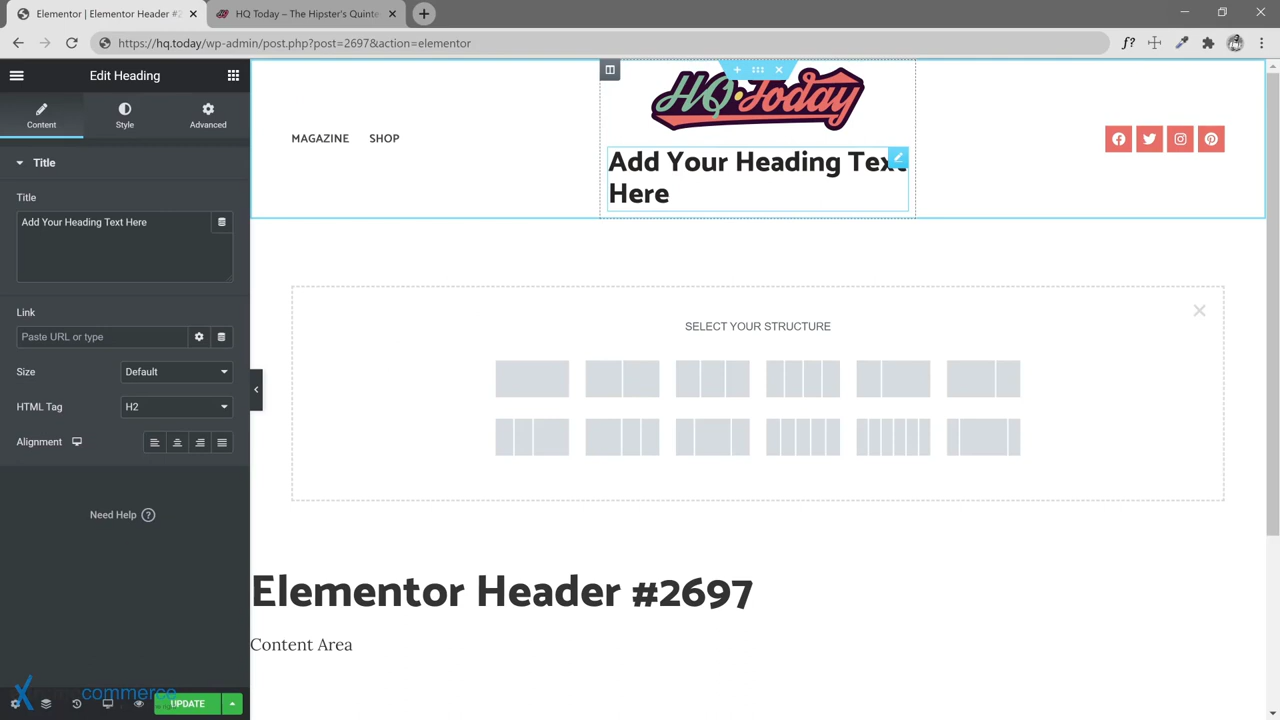 Elementor | Elementor Header #2
HQ Today – The Hipster's Quinte
https://hq.today/wp-admin/post.php?post=2697&action=elementor
f?
Edit Heading
Content
Style
Advanced
Title
Title
Add Your Heading Text Here
Link
Paste URL or type
Size
Default
HTML Tag
H2
Alignment
Need Help
commerce
UPDATE
MAGAZINE
SHOP
HQ Today
Add Your Heading Text
Here
SELECT YOUR STRUCTURE
Elementor Header #2697
Content Area